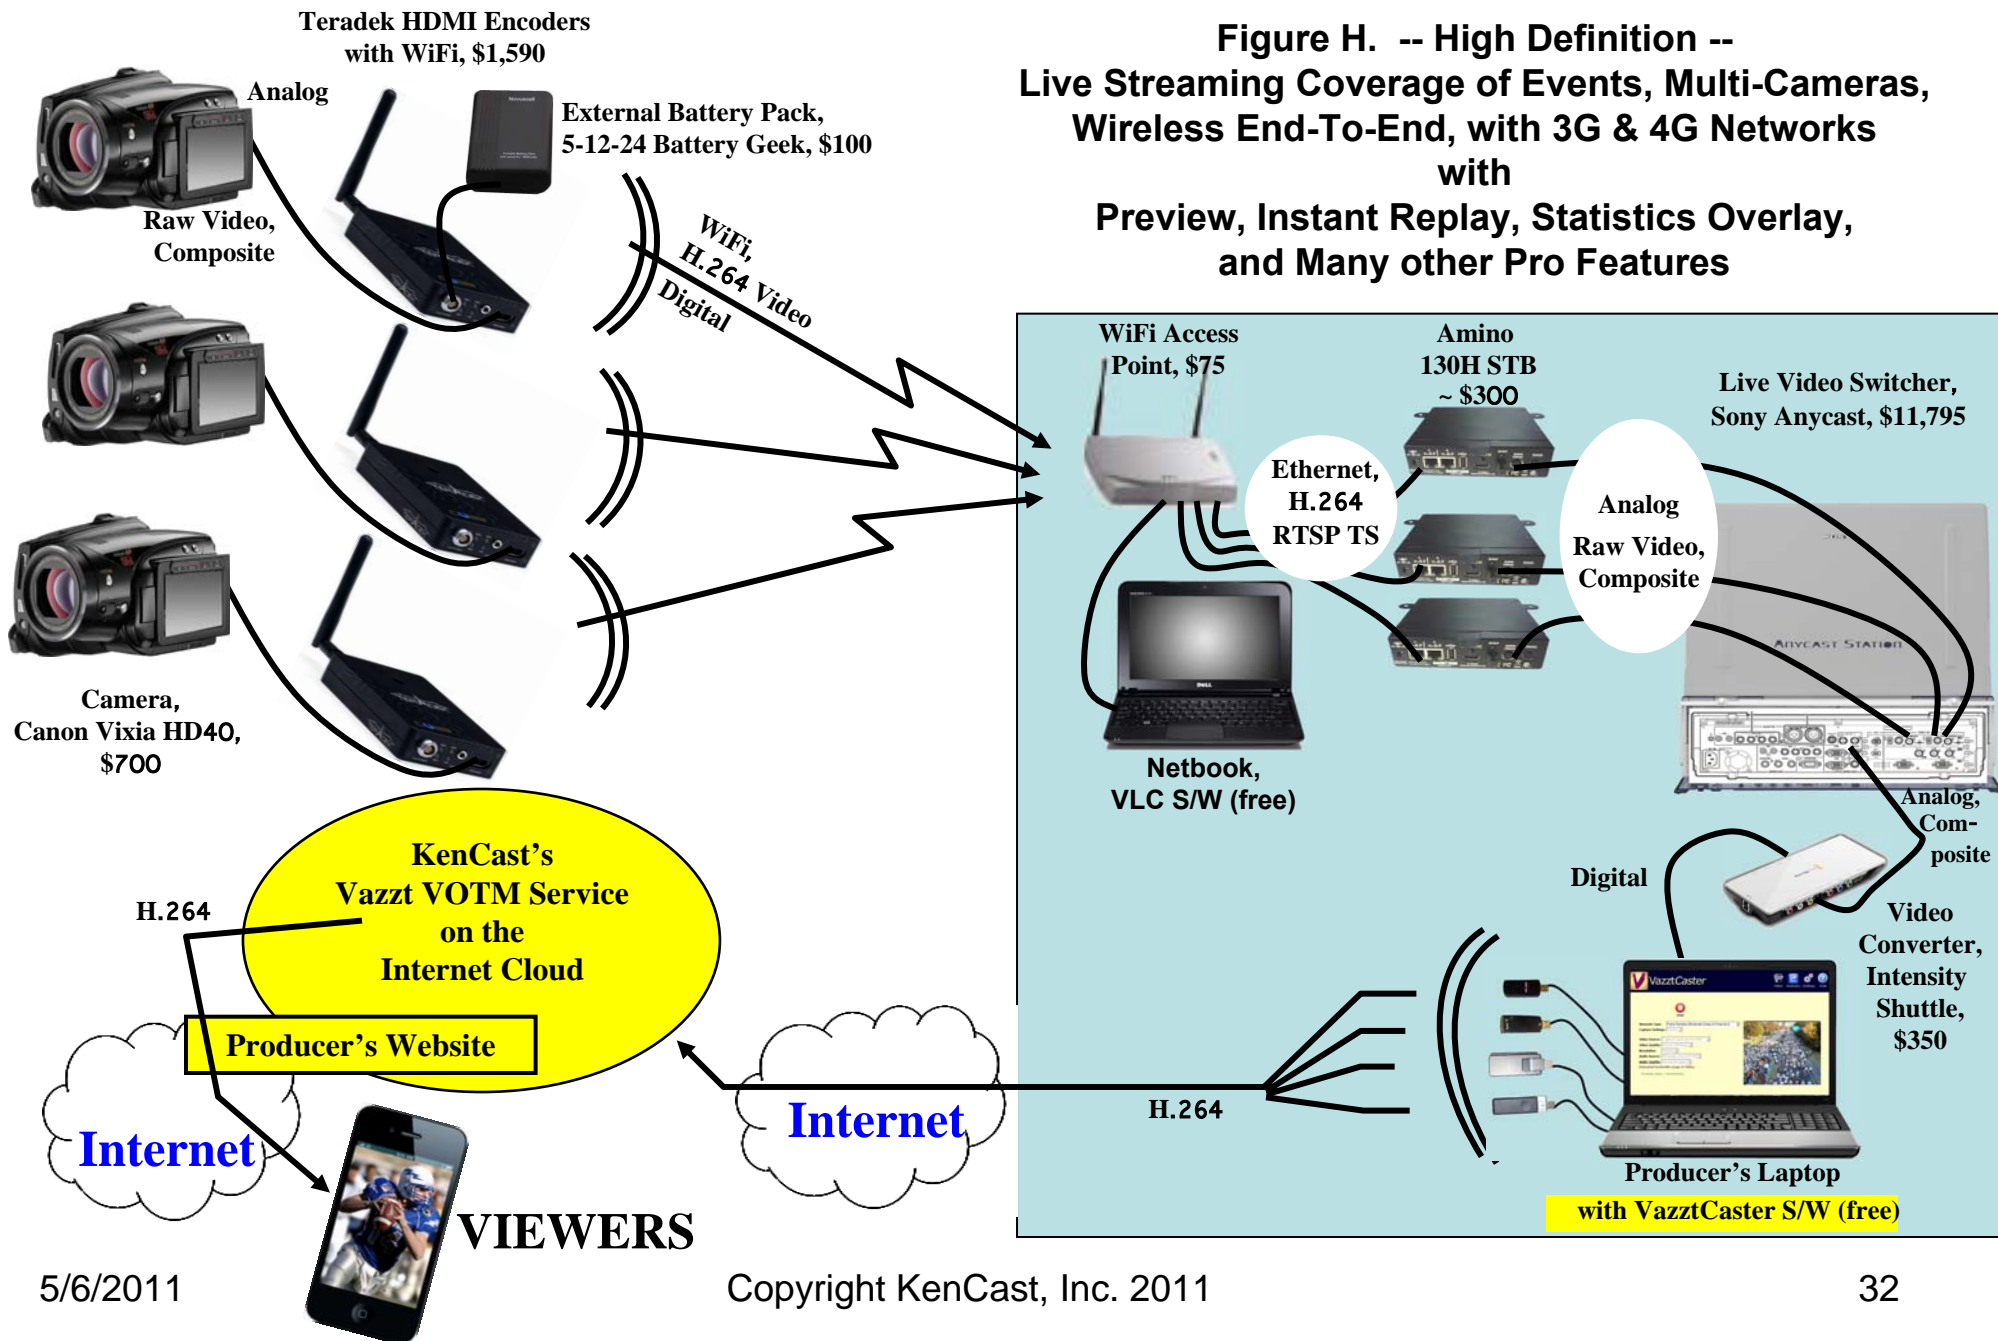 Teradek HDMI Encoders
with WiFi, $1,590
Figure H.  -- High Definition --
Live Streaming Coverage of Events, Multi-Cameras,
Wireless End-To-End, with 3G & 4G Networks
with
Preview, Instant Replay, Statistics Overlay,
and Many other Pro Features
Analog
External Battery Pack,
5-12-24 Battery Geek, $100
Raw Video,
Composite
WiFi,
H.264 Video
Digital
WiFi Access
Point, $75
Amino
130H STB
~ $300
Live Video Switcher,
Sony Anycast, $11,795
Ethernet,
H.264
RTSP TS
Analog
Raw Video,
Composite
ANYCAST STATION
DELL
Camera,
Canon Vixia HD40,
$700
Netbook,
VLC S/W (free)
Analog,
Com-
posite
Digital
Video
Converter,
Intensity
Shuttle,
$350
KenCast’s
Vazzt VOTM Service
on the
Internet Cloud
H.264
Producer’s Website
Internet
Internet
H.264
VazztCaster
Producer’s Laptop
with VazztCaster S/W (free)
VIEWERS
5/6/2011
Copyright KenCast, Inc. 2011
32